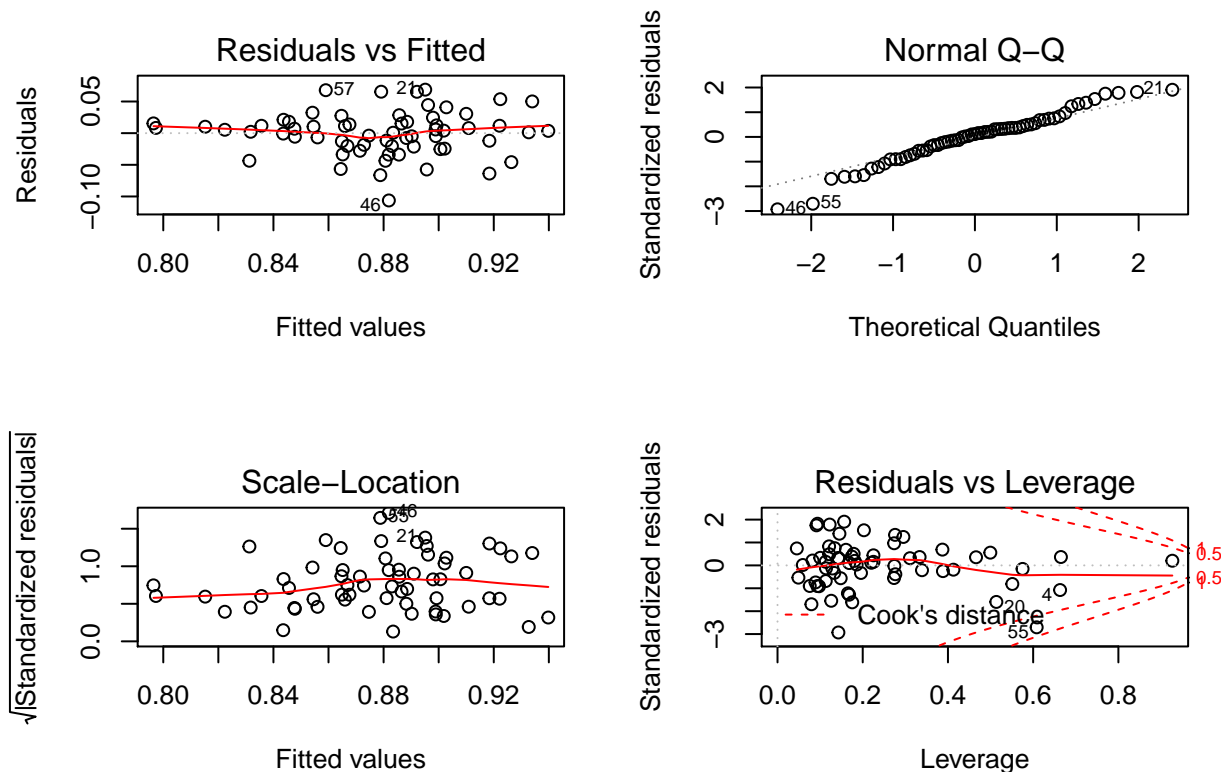 Residuals vs Fitted
Residuals
0.05
−0.10
57
21
46
0.80 0.84 0.88 0.92
Fitted values
Normal Q−Q
Standardized residuals
2
0
−3
21
55
46
−2 −1 0 1 2
Theoretical Quantiles
Scale−Location
√|Standardized residuals|
1.0
0.0
46
55
21
0.80 0.84 0.88 0.92
Fitted values
Residuals vs Leverage
Standardized residuals
2
0
−3
1
0.5
0.5
1
4
20
Cook's distance
55
0.0 0.2 0.4 0.6 0.8
Leverage